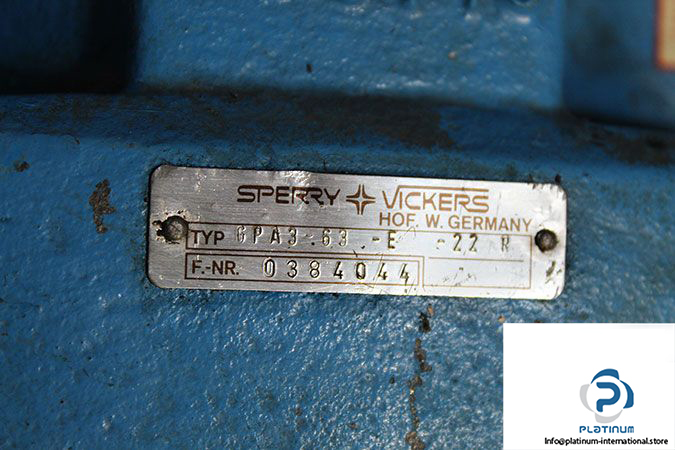 SPERRY VICKERS
HOF. W. GERMANY
TYP GPA3.63.-E -22 R
F.-NR. 0384044
PLATINUM
Info@platinum-international.store